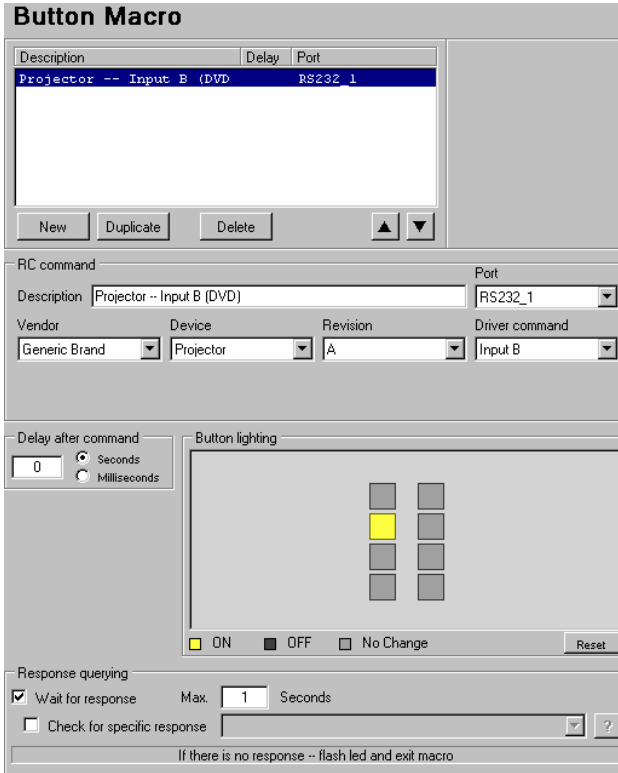 Button Macro
Description Delay Port
Projector -- Input B (DVD RS232_1
New Duplicate Delete
RC command
Port
Description Projector -- Input B (DVD) RS232_1
Vendor Device Revision Driver command
Generic Brand Projector A Input B
Delay after command
0 Seconds
Milliseconds
Button lighting
ON OFF No Change Reset
Response querying
Wait for response Max. 1 Seconds
Check for specific response ?
If there is no response -- flash led and exit macro